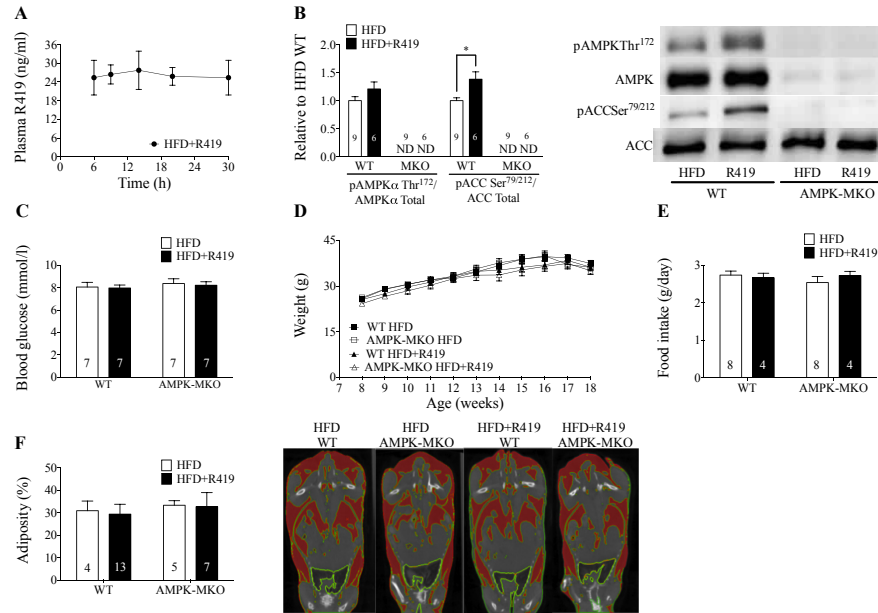 A
Plasma R419 (ng/ml)
36
30
24
18
12
6
0
HFD+R419
0
6
12
18
24
30
Time (h)
B
Relative to HFD WT
HFD
HFD+R419
2.0
1.5
1.0
0.5
0.0
*
9
6
9 6
ND ND
9
6
9 6
ND ND
WT
MKO
WT
MKO
pAMPKα Thr172/
AMPKα Total
pACC Ser79/212/
ACC Total
pAMPKThr172
AMPK
pACCSer79/212
ACC
HFD
R419
HFD
R419
WT
AMPK-MKO
C
Blood glucose (mmol/l)
HFD
HFD+R419
10
8
6
4
2
0
7
7
7
7
WT
AMPK-MKO
D
Weight (g)
45
30
15
0
WT HFD
AMPK-MKO HFD
WT HFD+R419
AMPK-MKO HFD+R419
7 8 9 10 11 12 13 14 15 16 17 18
Age (weeks)
E
Food intake (g/day)
HFD
HFD+R419
3
2
1
0
8
4
8
4
WT
AMPK-MKO
F
Adiposity (%)
HFD
HFD+R419
50
40
30
20
10
0
4
13
5
7
WT
AMPK-MKO
HFD
WT
HFD
AMPK-MKO
HFD+R419
WT
HFD+R419
AMPK-MKO